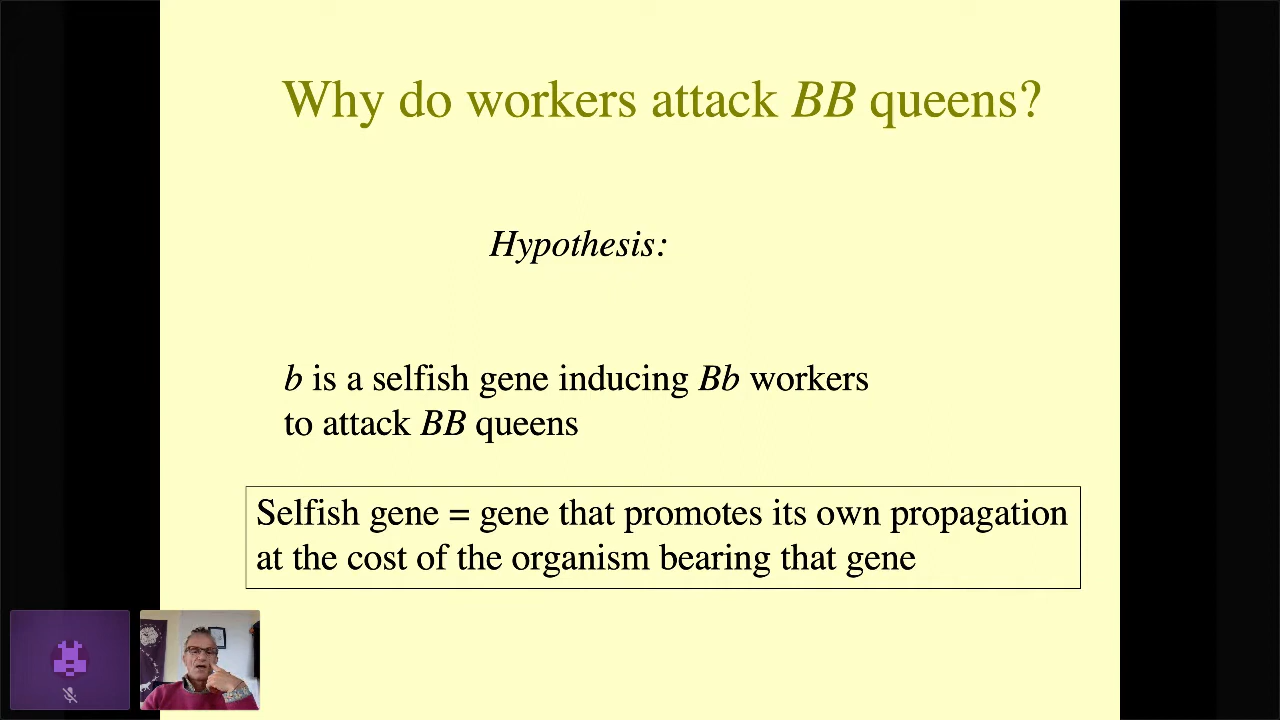 Why do workers attack BB queens?
Hypothesis:
b is a selfish gene inducing Bb workers
to attack BB queens
Selfish gene = gene that promotes its own propagation
at the cost of the organism bearing that gene